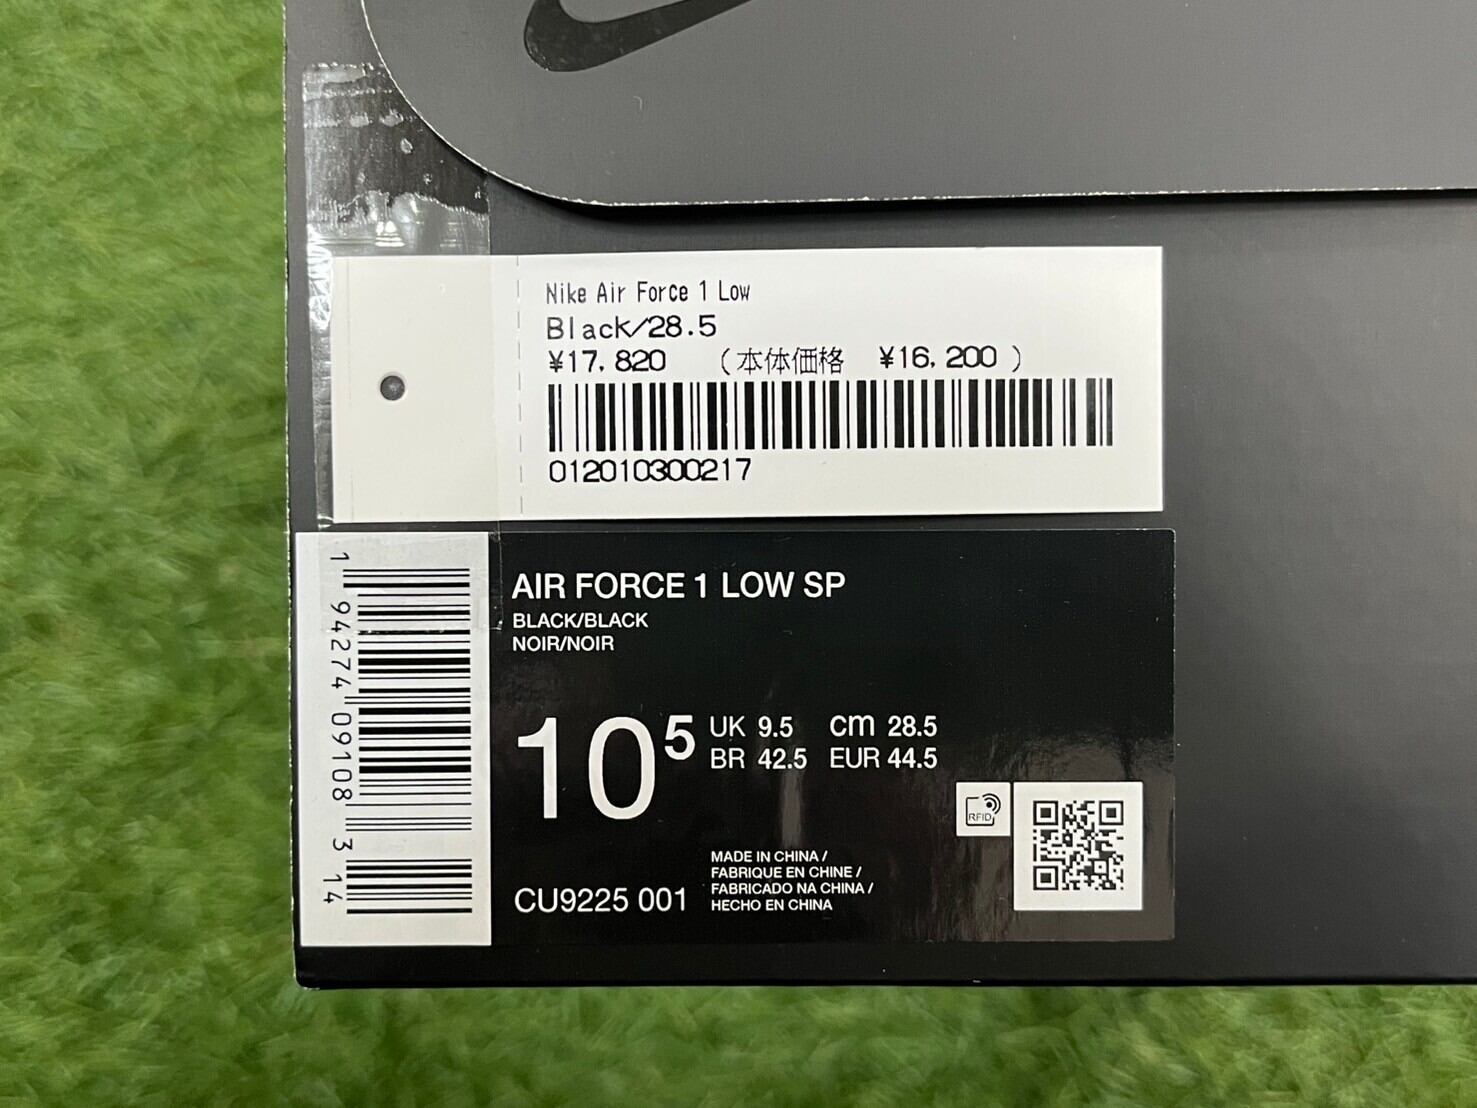 Nike Air Force 1 Low
Black/28.5
¥17,820 (本体価格 ¥16,200 )
012010300217
AIR FORCE 1 LOW SP
BLACK/BLACK
NOIR/NOIR
10⁵ UK 9.5 cm 28.5
BR 42.5 EUR 44.5
RFID
CU9225 001
MADE IN CHINA /
FABRIQUE EN CHINE /
FABRICADO NA CHINA /
HECHO EN CHINA
1 94274 09108 3 14